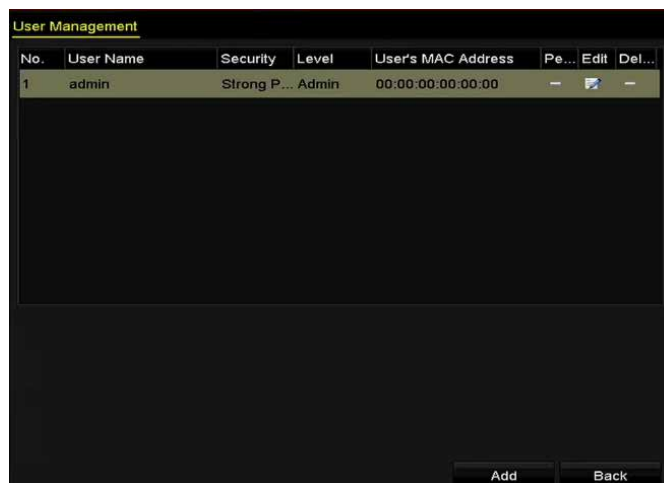 User Management
No. User Name Security Level User's MAC Address Pe... Edit Del...
1 admin Strong P... Admin 00:00:00:00:00:00 – –
Add Back